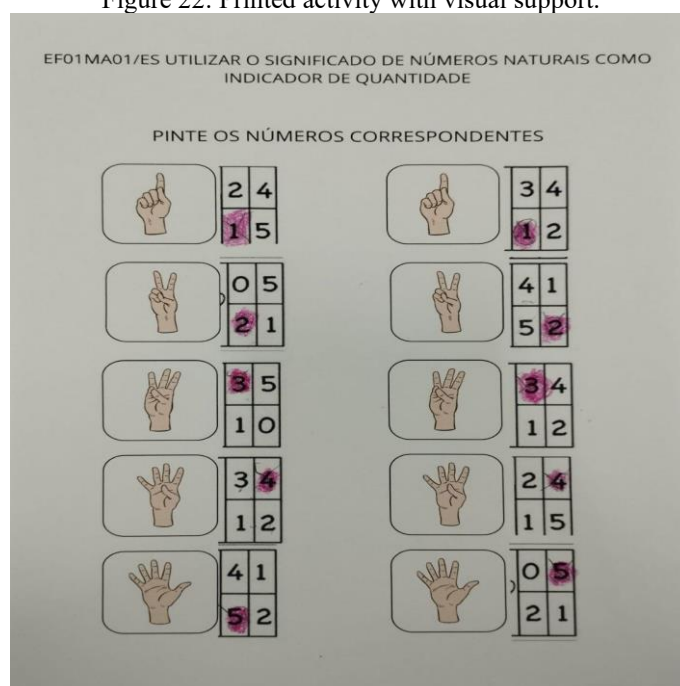 Figure 22: Printed activity with visual support.
EF01MA01/ES UTILIZAR O SIGNIFICADO DE NÚMEROS NATURAIS COMO
INDICADOR DE QUANTIDADE
PINTE OS NÚMEROS CORRESPONDENTES
2 4 3 4
1 5 1 2
0 5 4 1
2 1 5 2
3 5 3 4
1 0 1 2
3 4 2 4
1 2 1 5
4 1 0 5
5 2 2 1